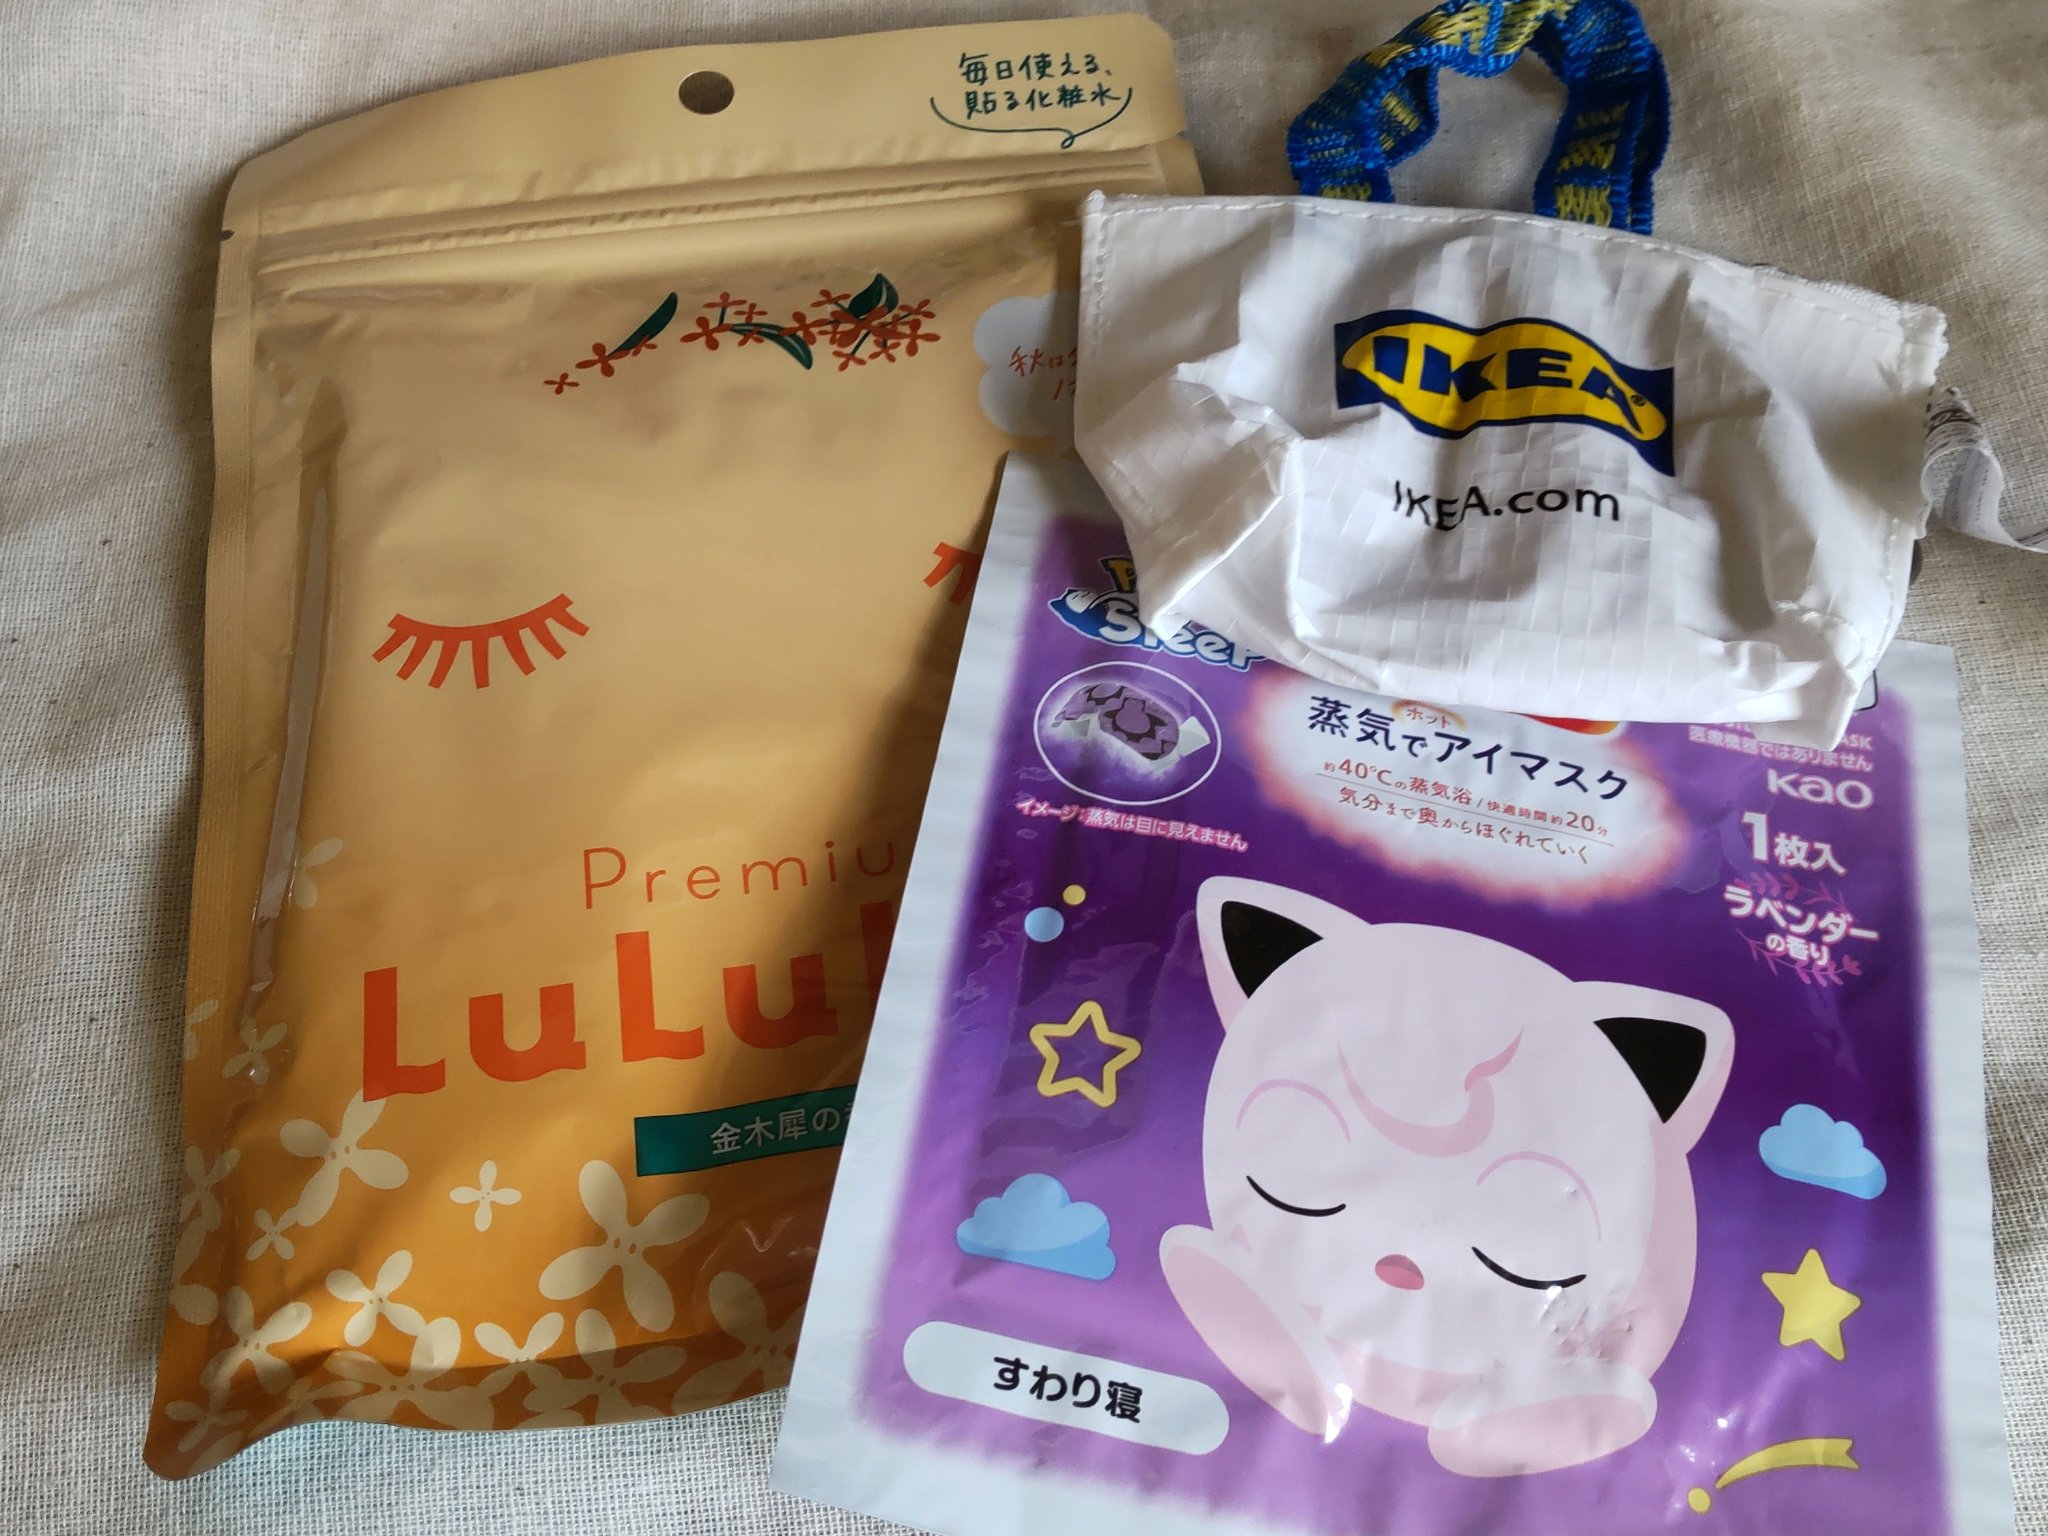 毎日使える、
貼る化粧水
秋は
Premiu
LuLuL
金木犀の
IKEA
IKEA.com
Sleep
ホット
蒸気でアイマスク
約40℃の蒸気浴/快適時間約20分
気分まで奥からほぐれていく
イメージ:蒸気は目に見えません
医療機器ではありません
Kao
1枚入
ラベンダー
の香り
すわり寝